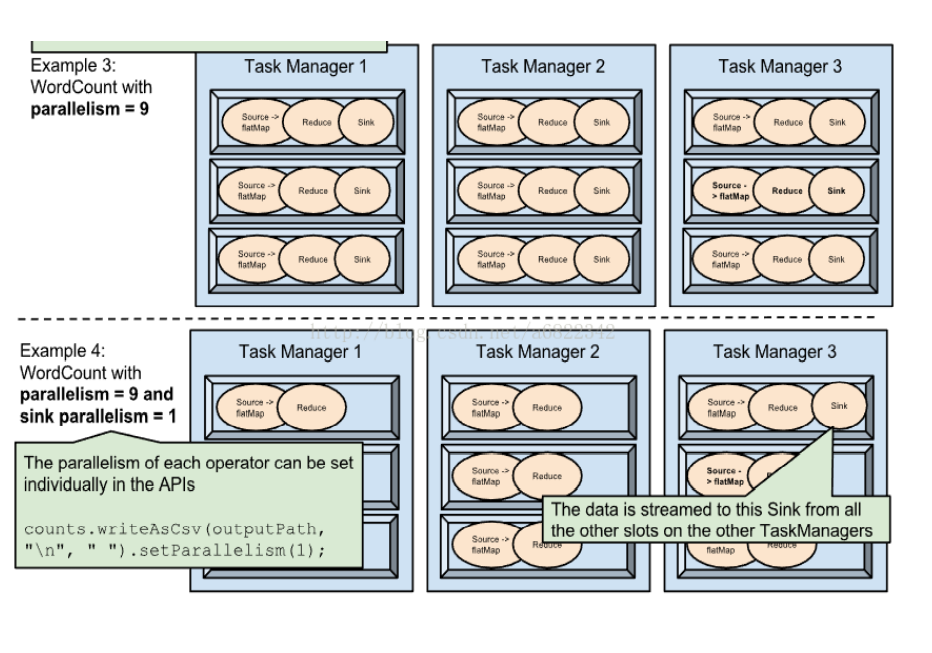 Example 3:
WordCount with
parallelism = 9
Task Manager 1
Task Manager 2
Task Manager 3
Source ->
flatMap
Reduce
Sink
Source ->
flatMap
Reduce
Sink
Source ->
flatMap
Reduce
Sink
Source ->
flatMap
Reduce
Sink
Source ->
flatMap
Reduce
Sink
Source -
> flatMap
Reduce
Sink
Source ->
flatMap
Reduce
Sink
Source ->
flatMap
Reduce
Sink
Source ->
flatMap
Reduce
Sink
http://blog.csdn.net/a6822342
Example 4:
WordCount with
parallelism = 9 and
sink parallelism = 1
Task Manager 1
Task Manager 2
Task Manager 3
Source ->
flatMap
Reduce
Source ->
flatMap
Reduce
Source ->
flatMap
Reduce
Sink
The parallelism of each operator can be set
individually in the APIs
counts.writeAsCsv(outputPath,
"\n", " ").setParallelism(1);
Source ->
flatMap
Reduce
Source -
> flatMap
The data is streamed to this Sink from all
the other slots on the other TaskManagers
Source ->
flatMap
Reduce
flatMap
Reduce